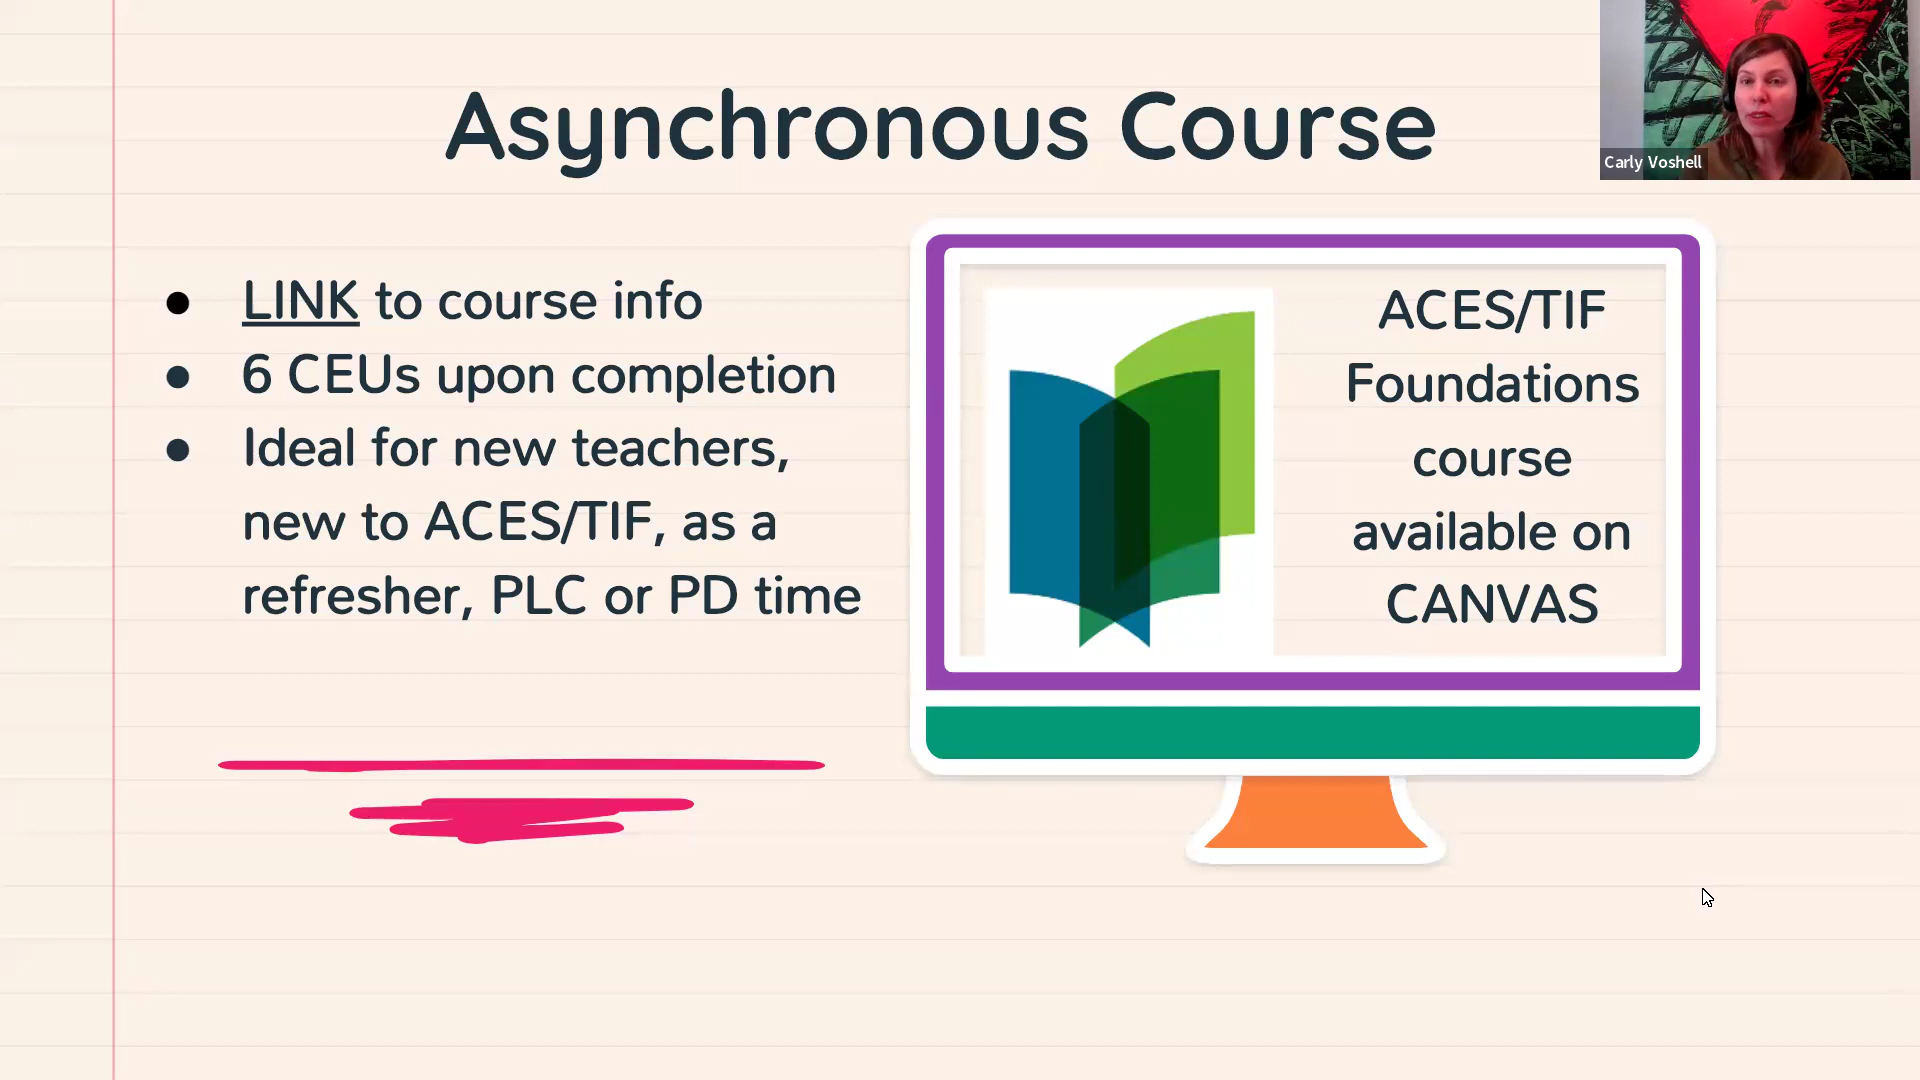 Asynchronous Course
Carly Voshell
LINK to course info
6 CEUs upon completion
Ideal for new teachers,
new to ACES/TIF, as a
refresher, PLC or PD time
ACES/TIF
Foundations
course
available on
CANVAS